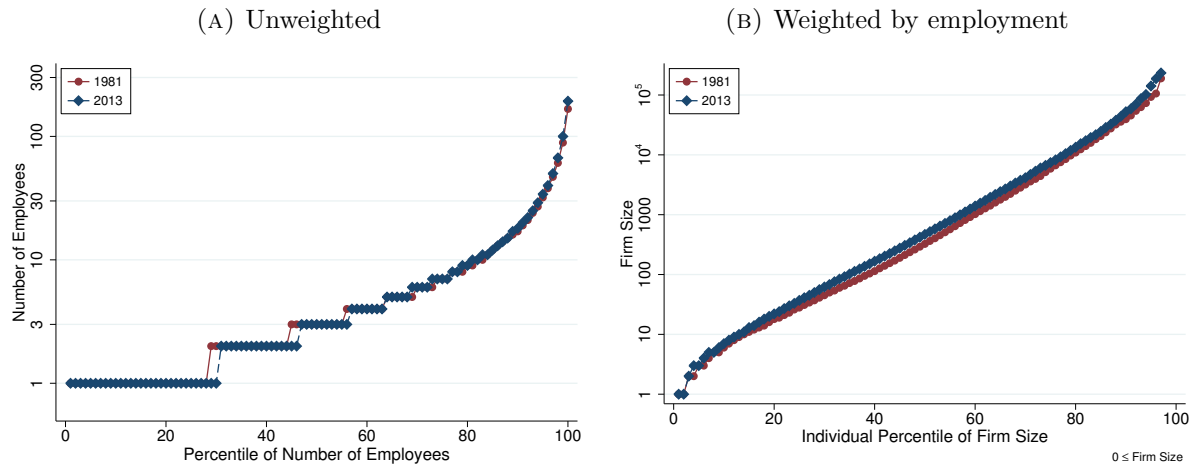 (A) Unweighted
1981
2013
300
100
30
10
3
1
Number of Employees
0 20 40 60 80 100
Percentile of Number of Employees
(B) Weighted by employment
1981
2013
10^5
10^4
1000
100
10
1
Firm Size
0 20 40 60 80 100
Individual Percentile of Firm Size
0 ≤ Firm Size